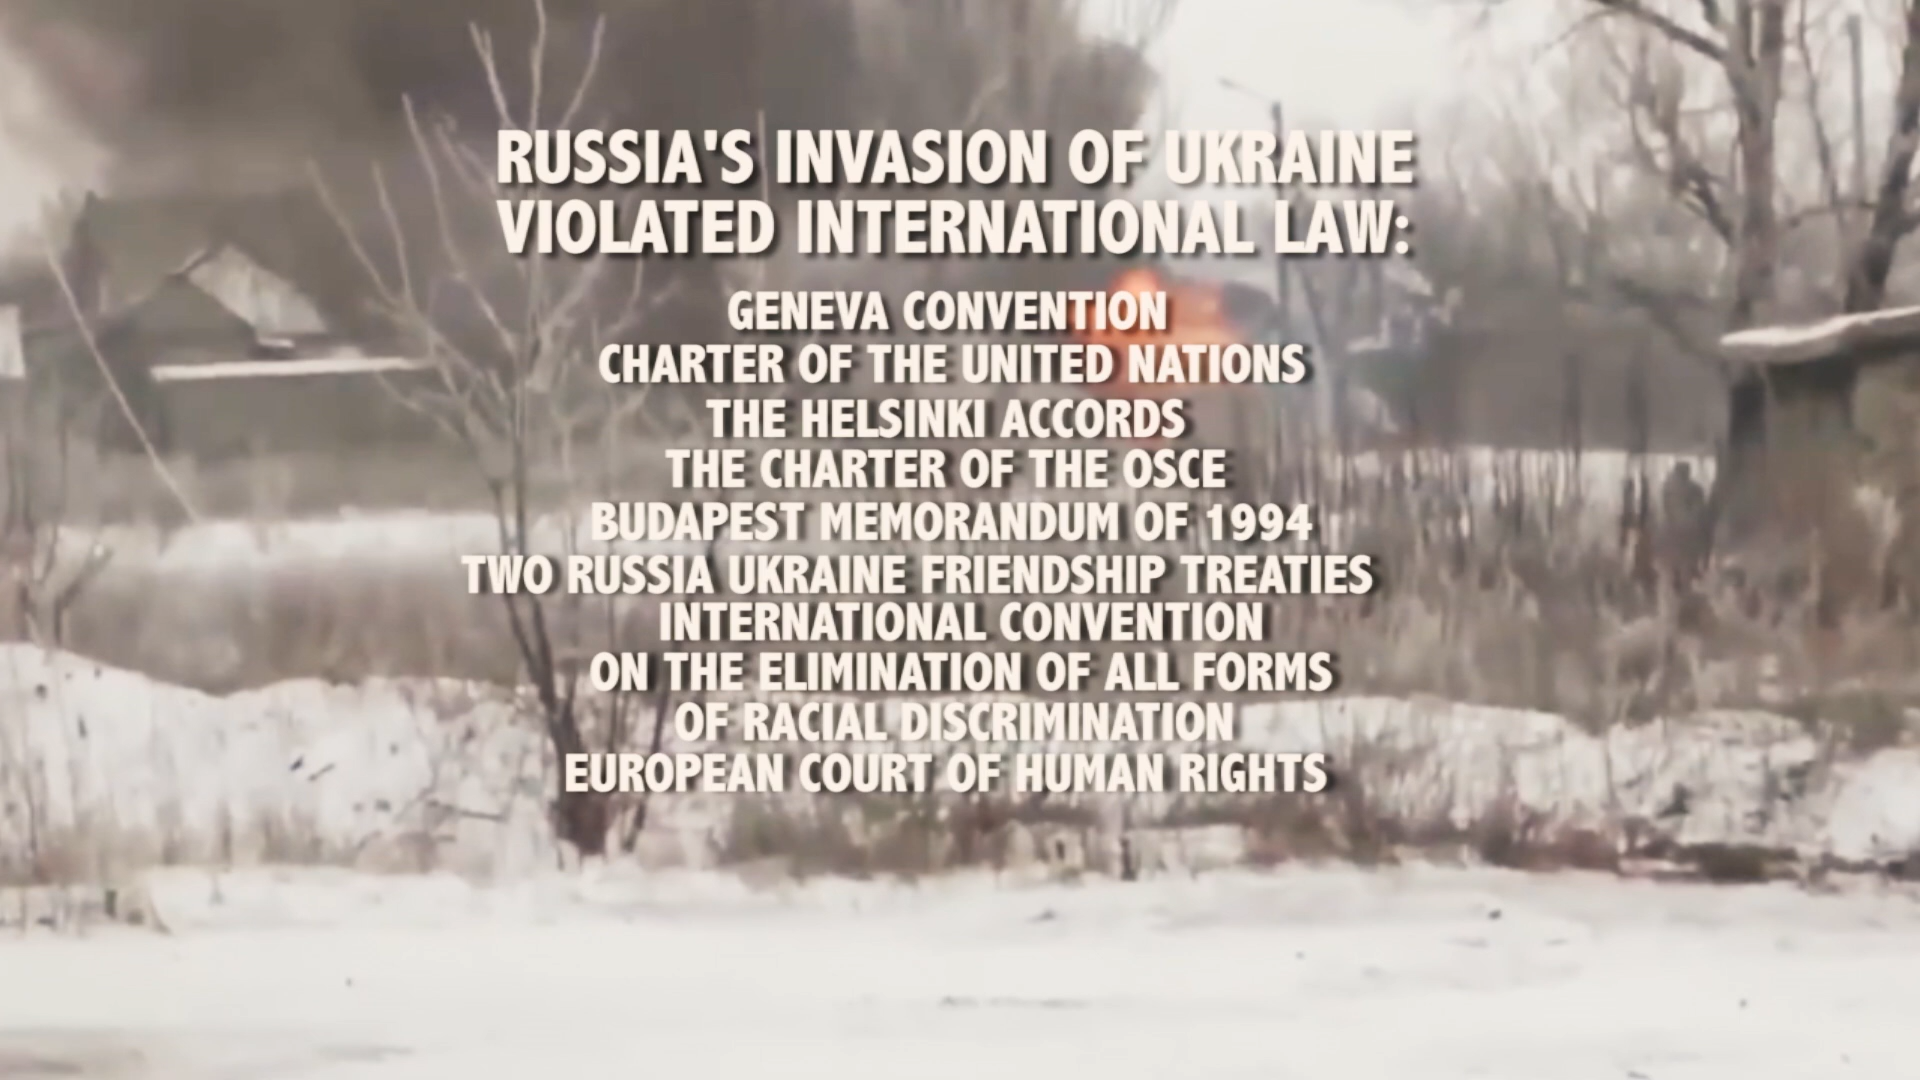 RUSSIA'S INVASION OF UKRAINE
VIOLATED INTERNATIONAL LAW:
GENEVA CONVENTION
CHARTER OF THE UNITED NATIONS
THE HELSINKI ACCORDS
THE CHARTER OF THE OSCE
BUDAPEST MEMORANDUM OF 1994
TWO RUSSIA UKRAINE FRIENDSHIP TREATIES
INTERNATIONAL CONVENTION
ON THE ELIMINATION OF ALL FORMS
OF RACIAL DISCRIMINATION
EUROPEAN COURT OF HUMAN RIGHTS